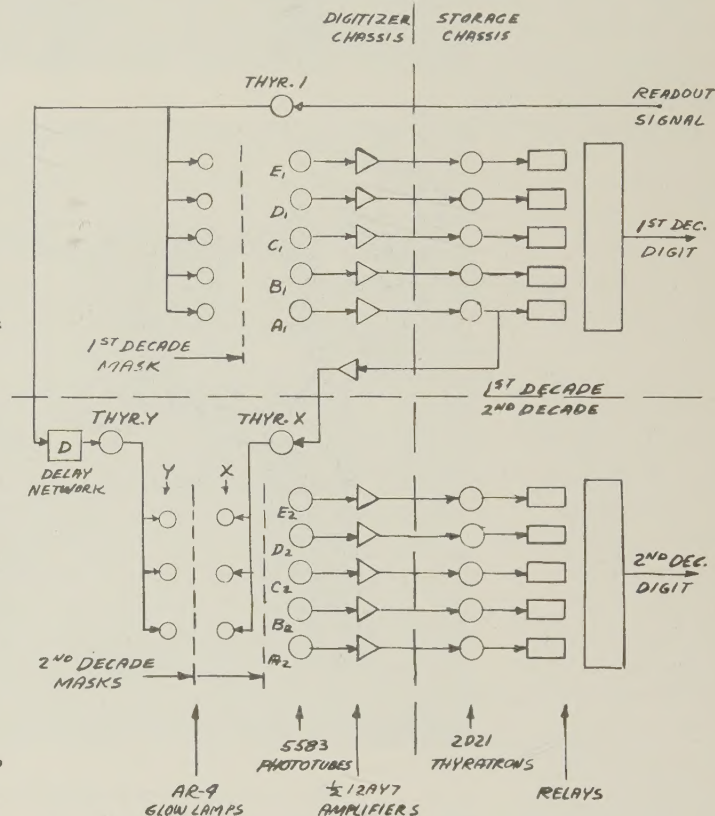 DIGITIZER
CHASSIS
STORAGE
CHASSIS
THYR. 1
READOUT
SIGNAL
E1
D1
C1
B1
A1
1ST DEC.
DIGIT
1ST DECADE
MASK
1ST DECADE
2ND DECADE
THYR. Y
THYR. X
D
DELAY
NETWORK
Y
X
E2
D2
C2
B2
A2
2ND DEC.
DIGIT
2ND DECADE
MASKS
5583
PHOTOTUBES
2D21
THYRATRONS
AR-4
GLOW LAMPS
½ 12AY7
AMPLIFIERS
RELAYS